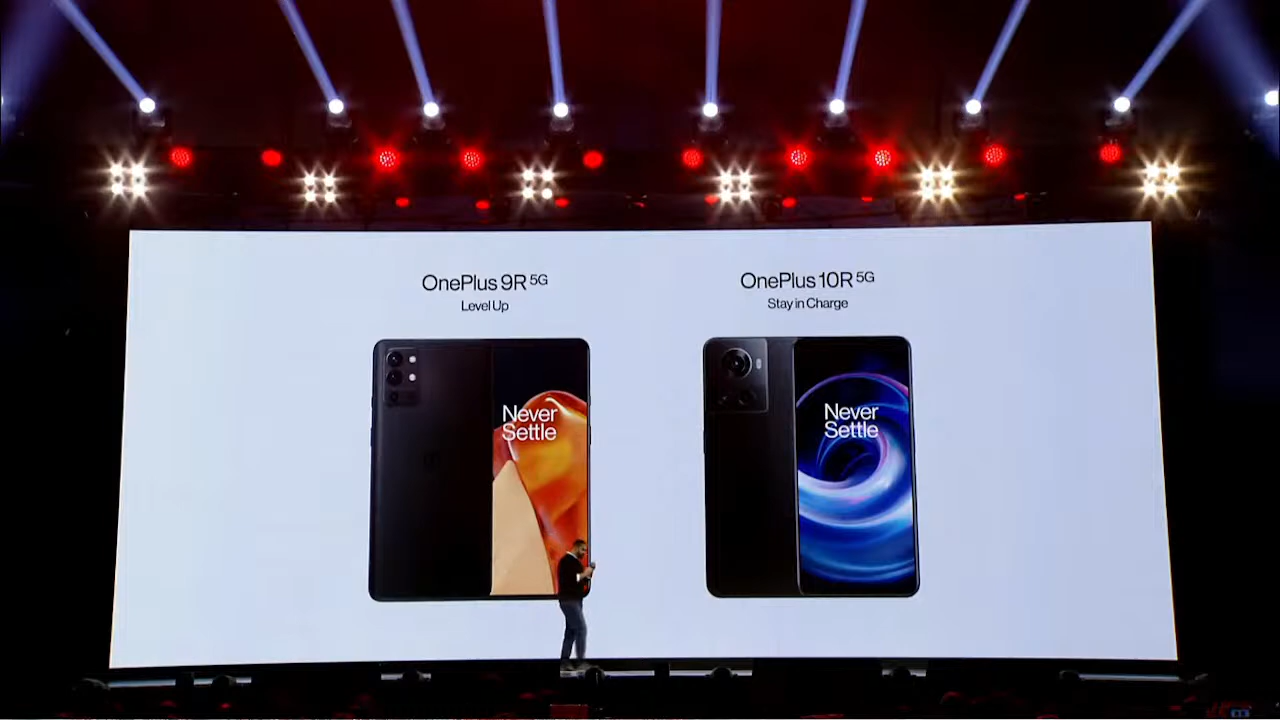 OnePlus 9R 5G
Level Up
Never
Settle
OnePlus 10R 5G
Stay in Charge
Never
Settle